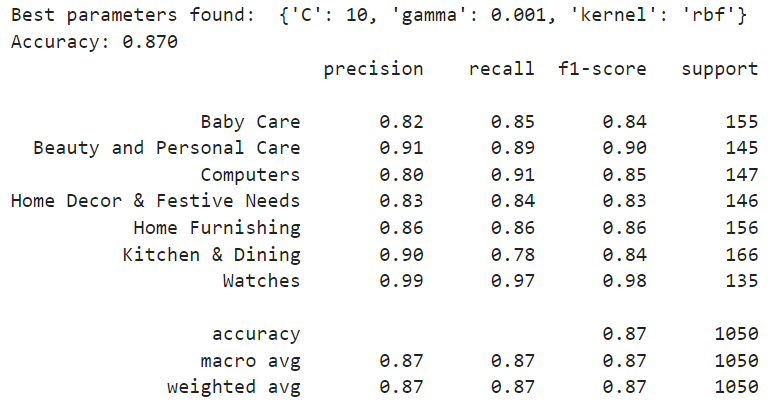 Best parameters found:  {'C': 10, 'gamma': 0.001, 'kernel': 'rbf'}
Accuracy: 0.870
precision recall f1-score support
Baby Care 0.82 0.85 0.84 155
Beauty and Personal Care 0.91 0.89 0.90 145
Computers 0.80 0.91 0.85 147
Home Decor & Festive Needs 0.83 0.84 0.83 146
Home Furnishing 0.86 0.86 0.86 156
Kitchen & Dining 0.90 0.78 0.84 166
Watches 0.99 0.97 0.98 135
accuracy 0.87 1050
macro avg 0.87 0.87 0.87 1050
weighted avg 0.87 0.87 0.87 1050